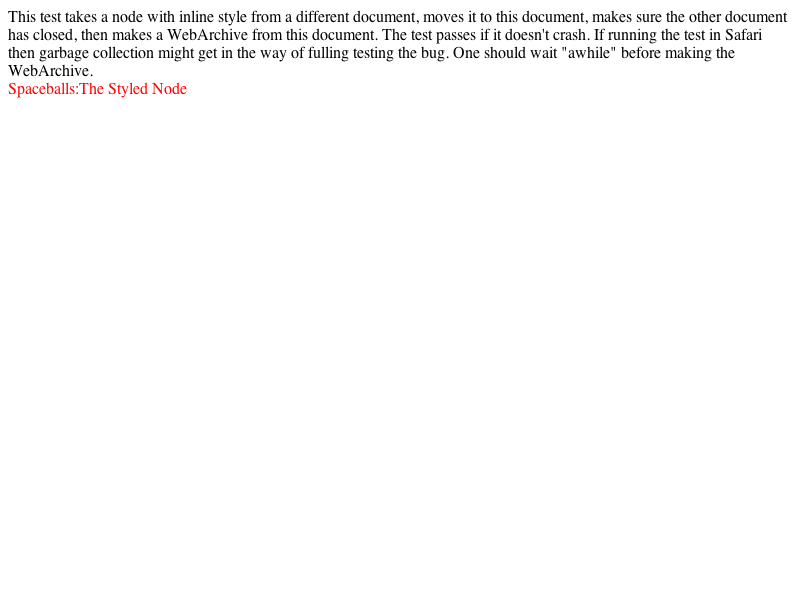 This test takes a node with inline style from a different document, moves it to this document, makes sure the other document
has closed, then makes a WebArchive from this document. The test passes if it doesn't crash. If running the test in Safari
then garbage collection might get in the way of fulling testing the bug. One should wait "awhile" before making the
WebArchive.
Spaceballs:The Styled Node